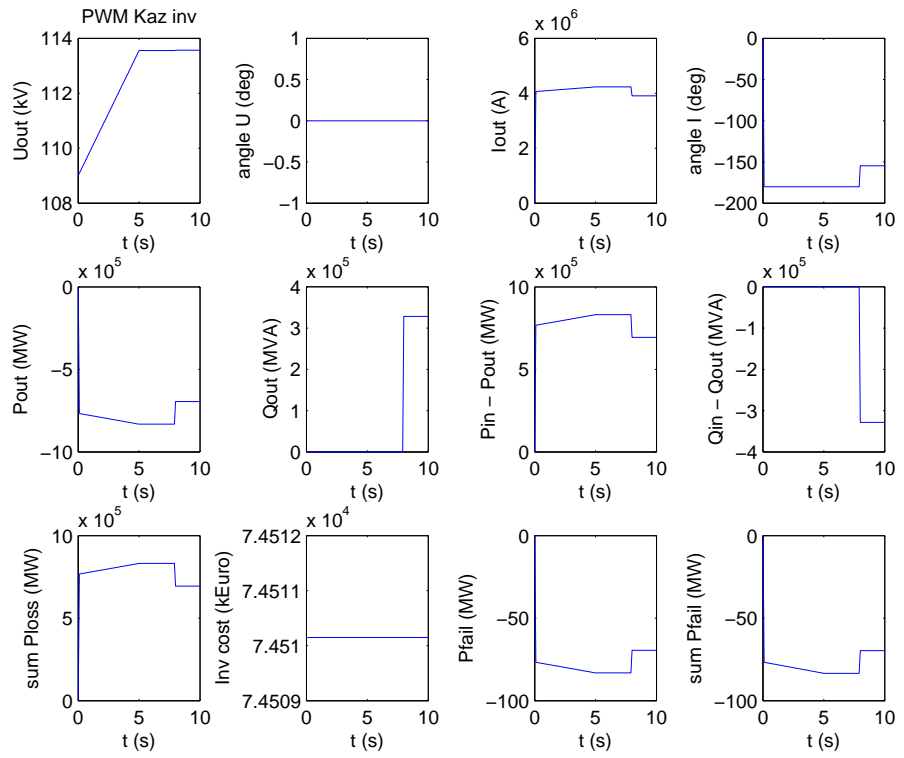 PWM Kaz inv
114
112
110
108
Uout (kV)
0 5 10
t (s)
1
0.5
0
−0.5
−1
angle U (deg)
0 5 10
t (s)
x 10^6
6
4
2
0
Iout (A)
0 5 10
t (s)
0
−50
−100
−150
−200
angle I (deg)
0 5 10
t (s)
x 10^5
0
−5
−10
Pout (MW)
0 5 10
t (s)
x 10^5
4
3
2
1
0
Qout (MVA)
0 5 10
t (s)
x 10^5
10
5
0
Pin − Pout (MW)
0 5 10
t (s)
x 10^5
0
−1
−2
−3
−4
Qin − Qout (MVA)
0 5 10
t (s)
x 10^5
10
5
0
sum Ploss (MW)
0 5 10
t (s)
x 10^4
7.4512
7.4511
7.451
7.4509
Inv cost (kEuro)
0 5 10
t (s)
0
−50
−100
Pfail (MW)
0 5 10
t (s)
0
−50
−100
sum Pfail (MW)
0 5 10
t (s)